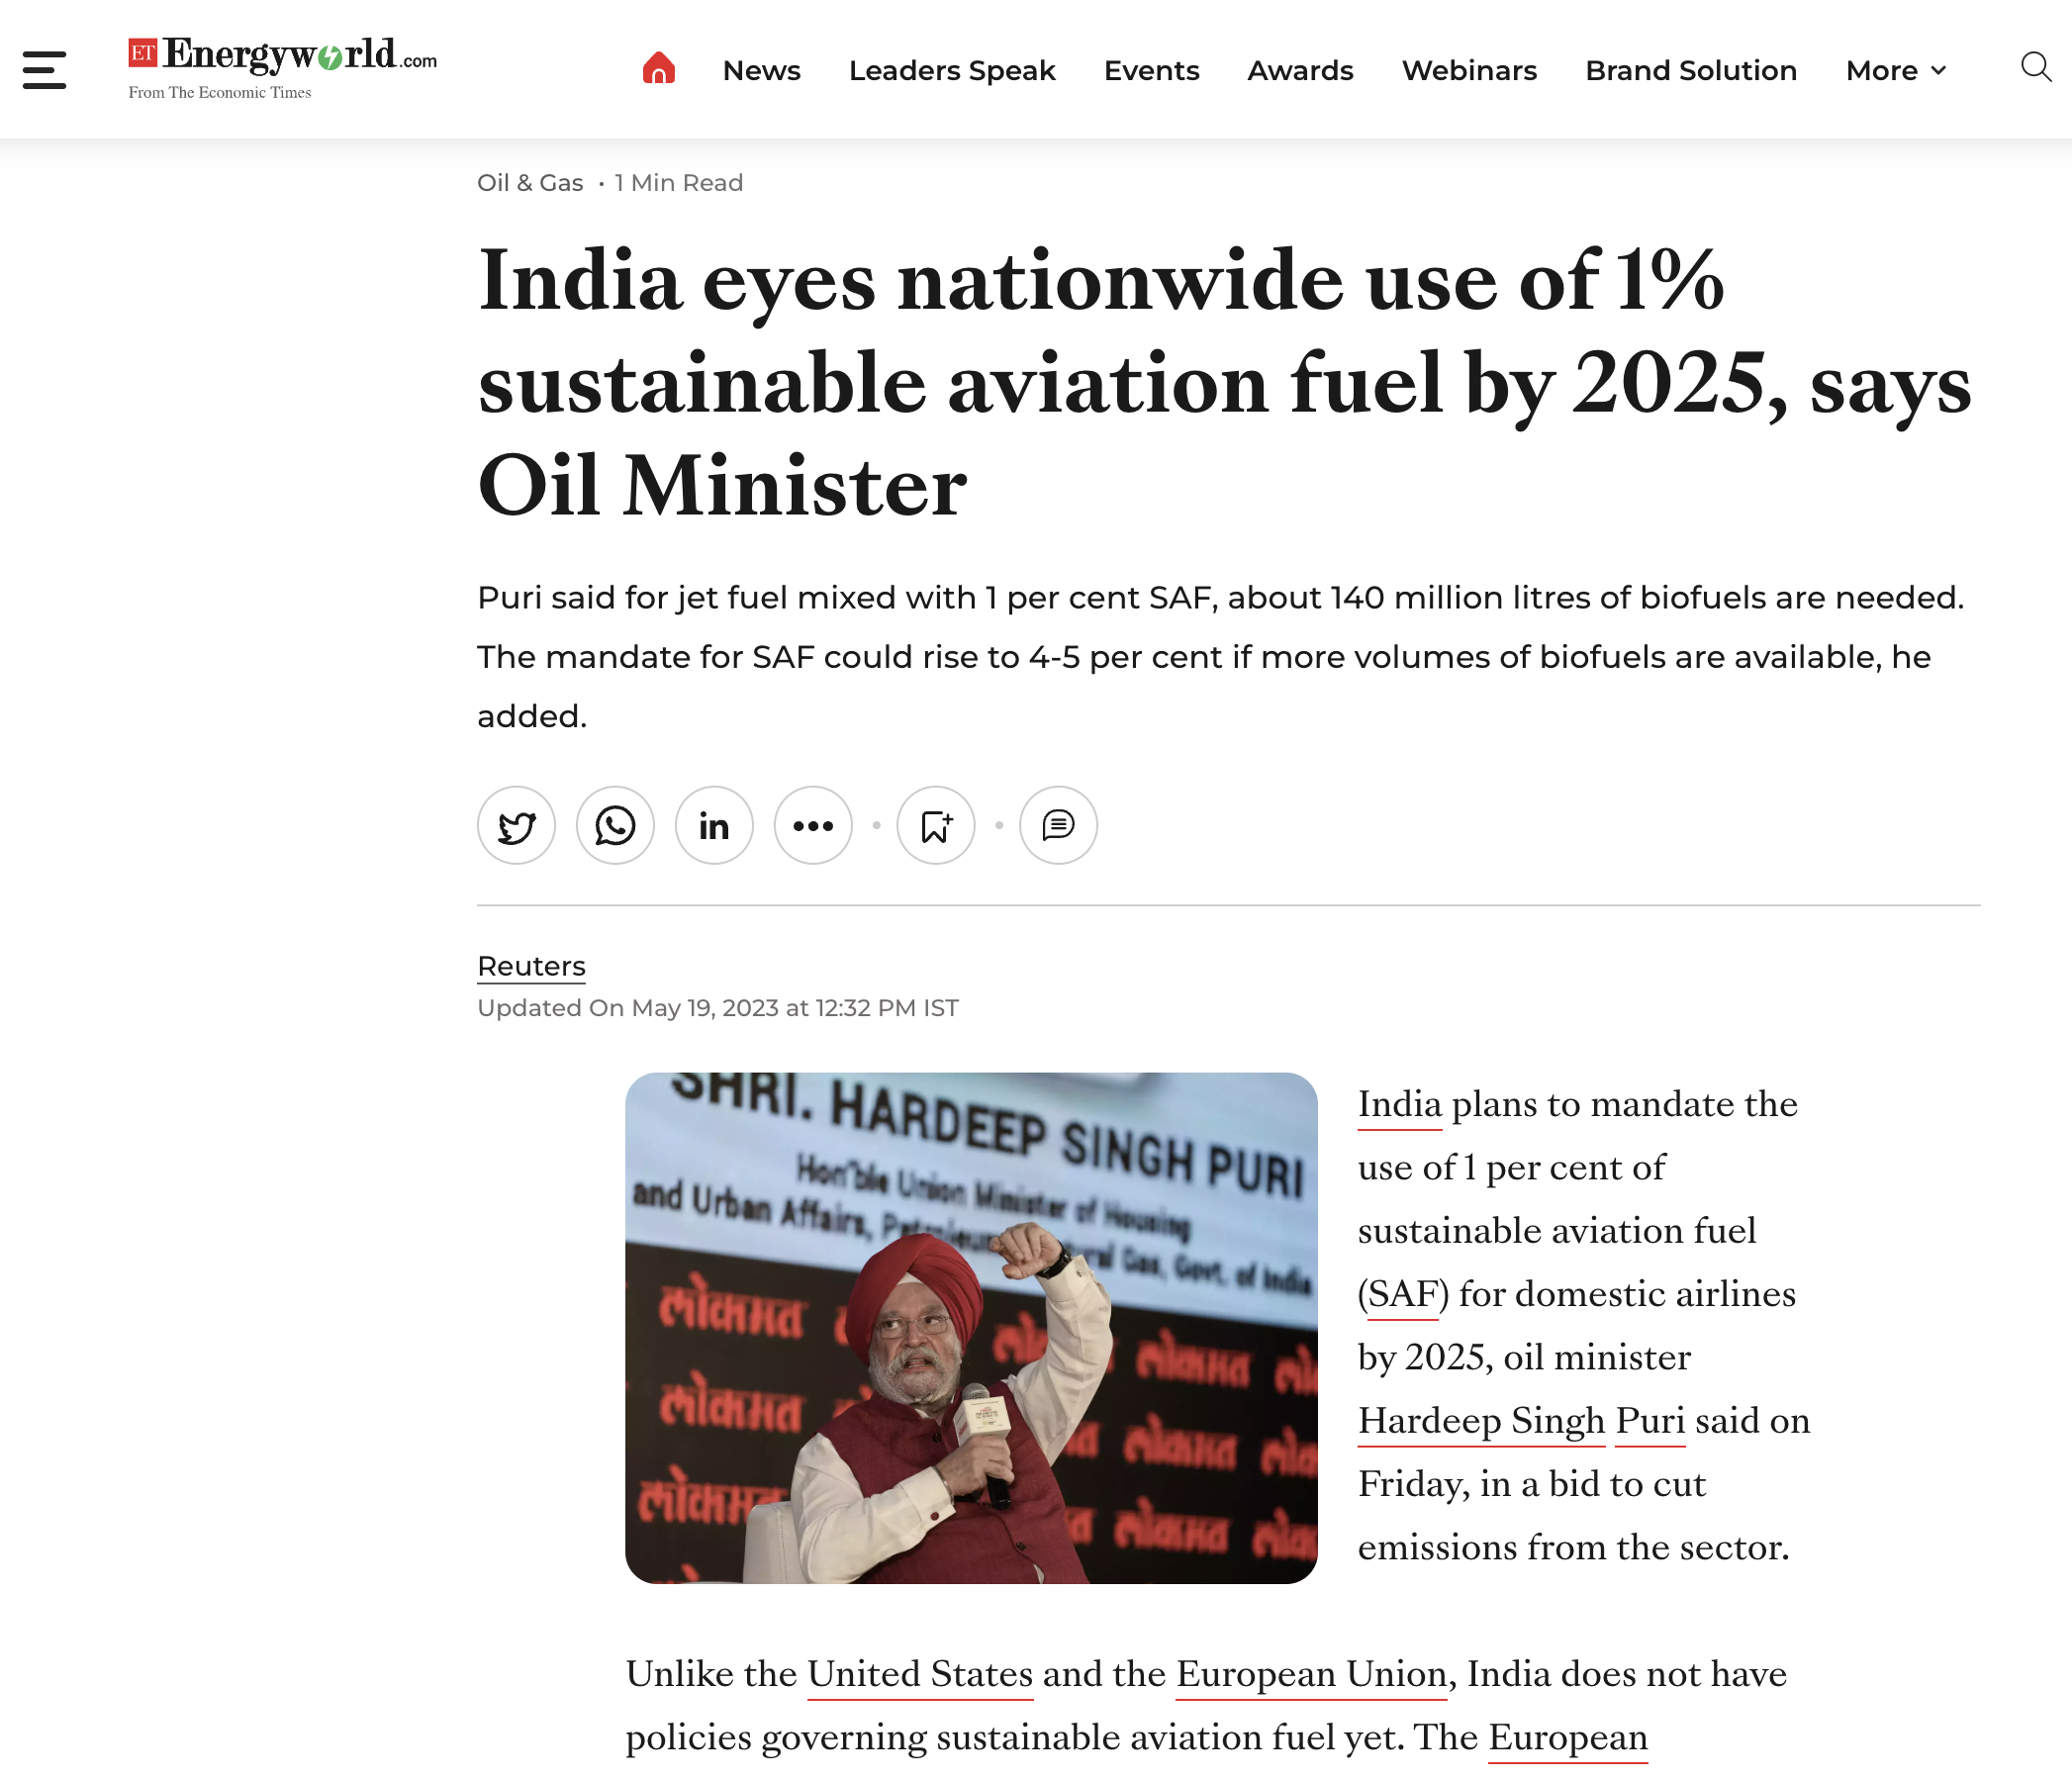 ET Energyworld.com
From The Economic Times
News Leaders Speak Events Awards Webinars Brand Solution More
Oil & Gas • 1 Min Read
India eyes nationwide use of 1%
sustainable aviation fuel by 2025, says
Oil Minister
Puri said for jet fuel mixed with 1 per cent SAF, about 140 million litres of biofuels are needed.
The mandate for SAF could rise to 4-5 per cent if more volumes of biofuels are available, he
added.
in
Reuters
Updated On May 19, 2023 at 12:32 PM IST
SHRI. HARDEEP SINGH PURI
Hon'ble Union Minister of Housing
and Urban Affairs, Gas, Govt. of India
लोकमत लोकमत
लोकमत लोकमत
लोकमत लोकमत
India plans to mandate the
use of 1 per cent of
sustainable aviation fuel
(SAF) for domestic airlines
by 2025, oil minister
Hardeep Singh Puri said on
Friday, in a bid to cut
emissions from the sector.
Unlike the United States and the European Union, India does not have
policies governing sustainable aviation fuel yet. The European